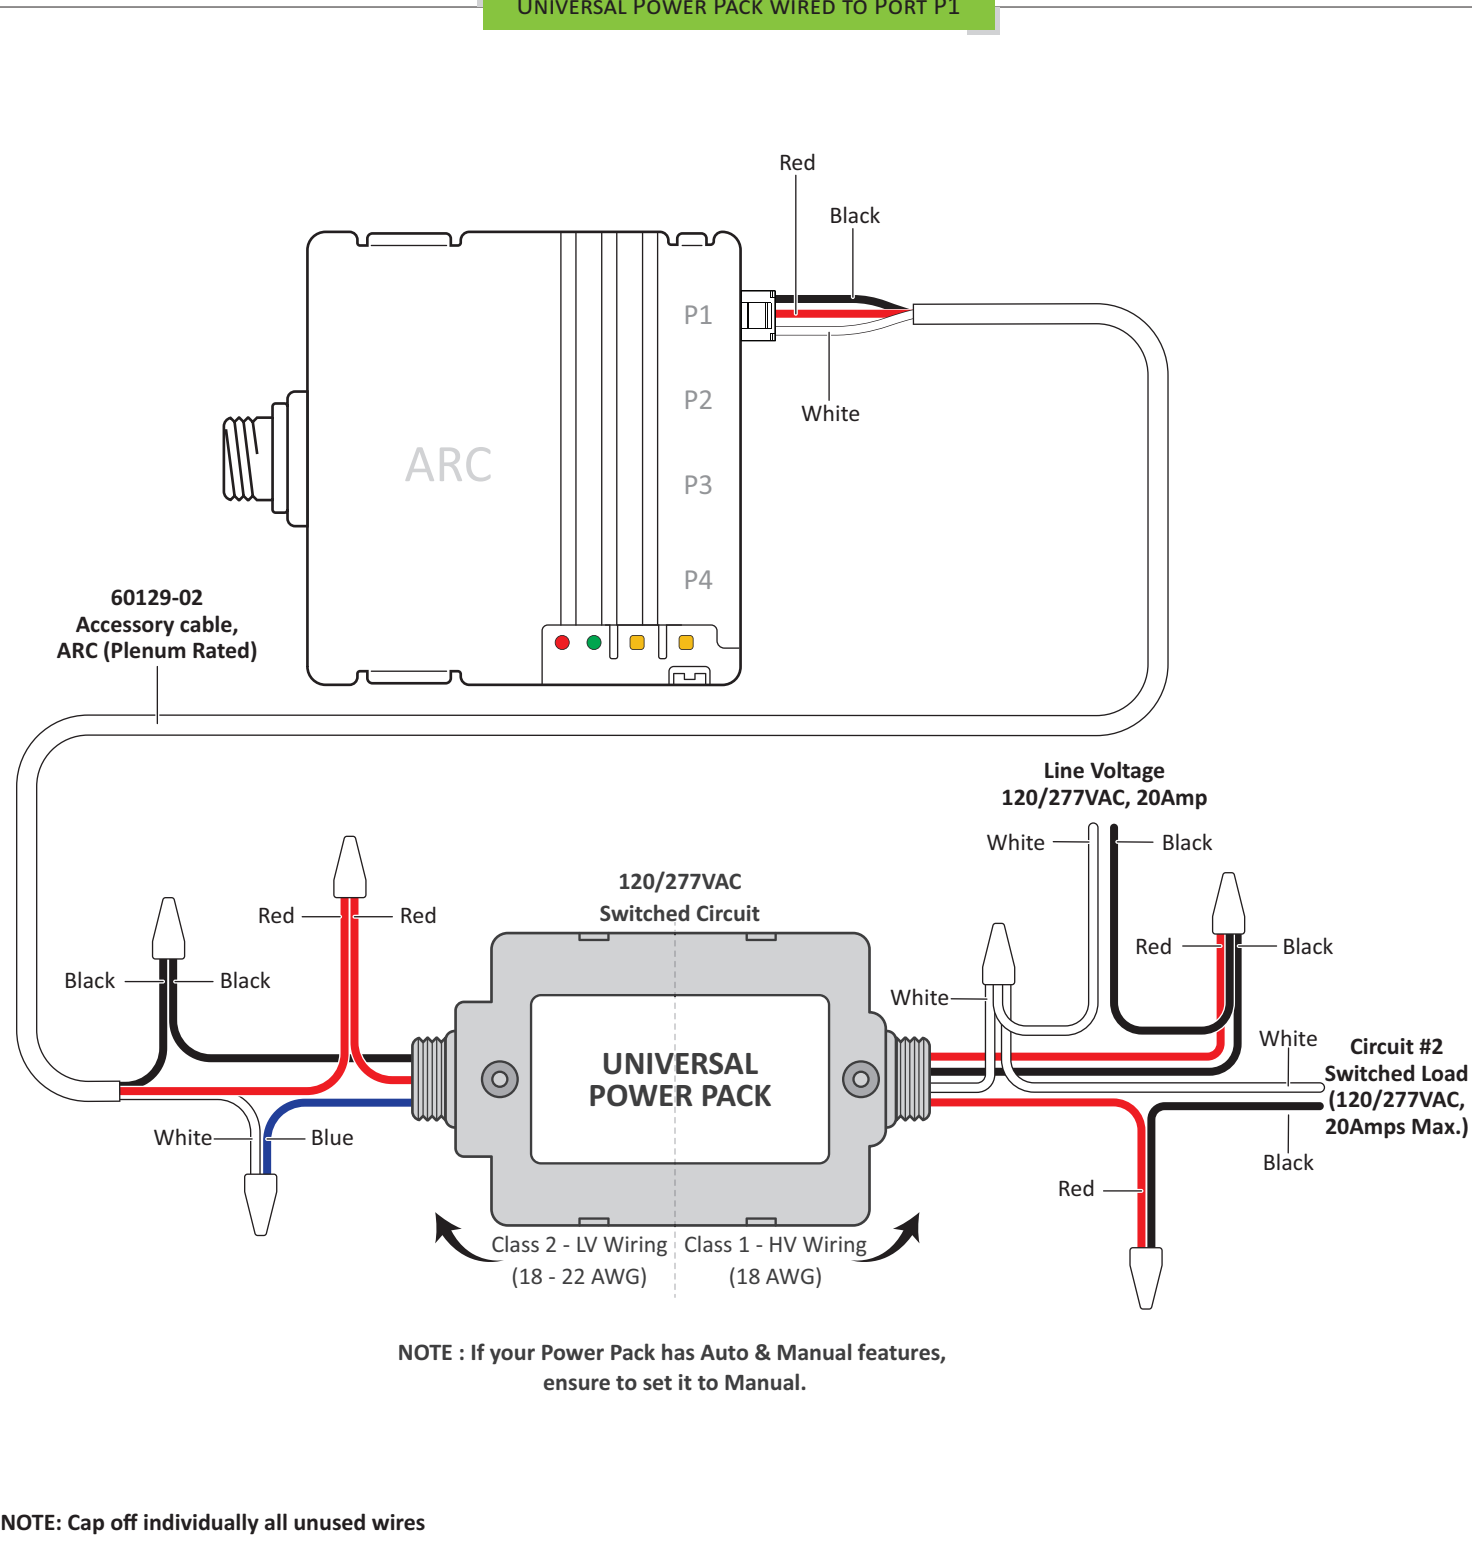 UNIVERSAL POWER PACK WIRED TO PORT P1
Red
Black
P1
P2
White
ARC
P3
P4
60129-02
Accessory cable,
ARC (Plenum Rated)
Line Voltage
120/277VAC, 20Amp
White
Black
120/277VAC
Switched Circuit
Red
Red
Red
Black
Black
Black
White
White
Circuit #2
Switched Load
(120/277VAC,
20Amps Max.)
UNIVERSAL
POWER PACK
White
Blue
Black
Red
Class 2 - LV Wiring
(18 - 22 AWG)
Class 1 - HV Wiring
(18 AWG)
NOTE : If your Power Pack has Auto & Manual features,
ensure to set it to Manual.
NOTE: Cap off individually all unused wires